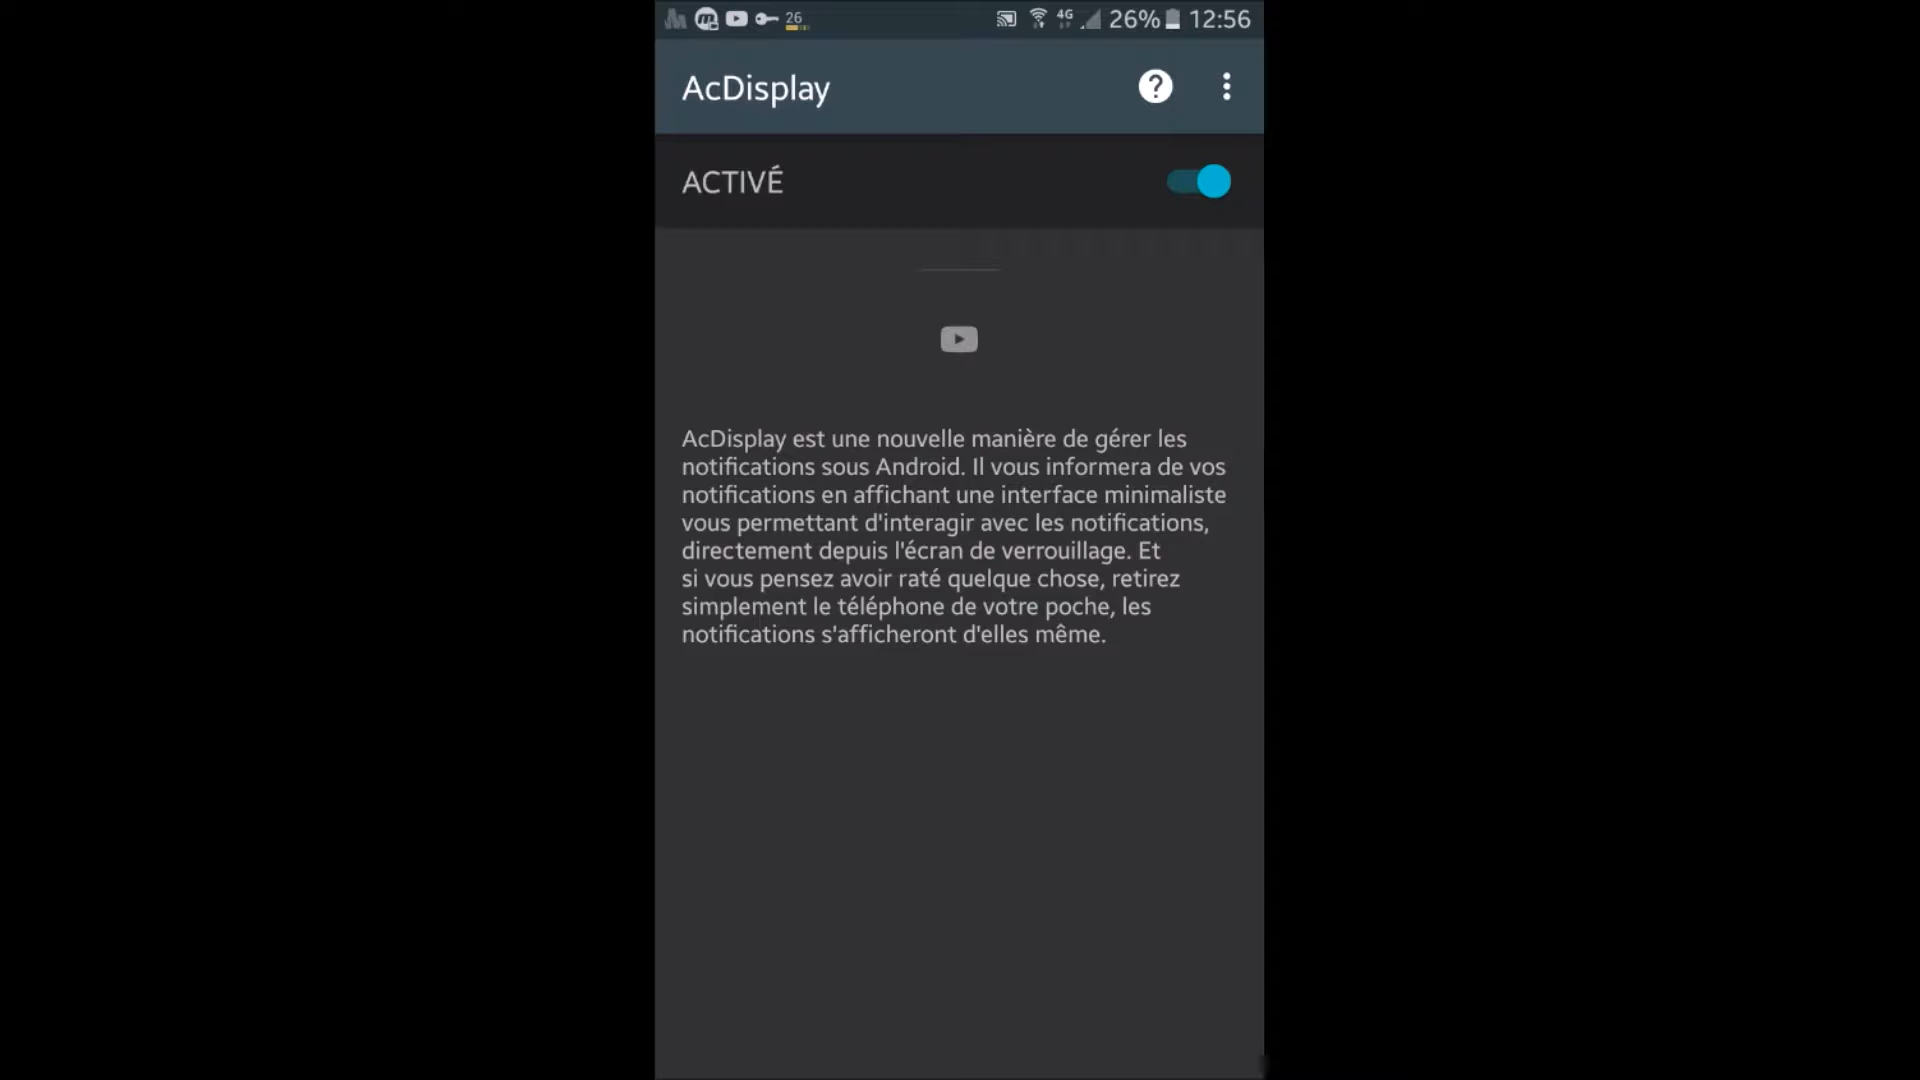 26 4G 26% 12:56
AcDisplay
ACTIVÉ
AcDisplay est une nouvelle manière de gérer les
notifications sous Android. Il vous informera de vos
notifications en affichant une interface minimaliste
vous permettant d'interagir avec les notifications,
directement depuis l'écran de verrouillage. Et
si vous pensez avoir raté quelque chose, retirez
simplement le téléphone de votre poche, les
notifications s'afficheront d'elles même.